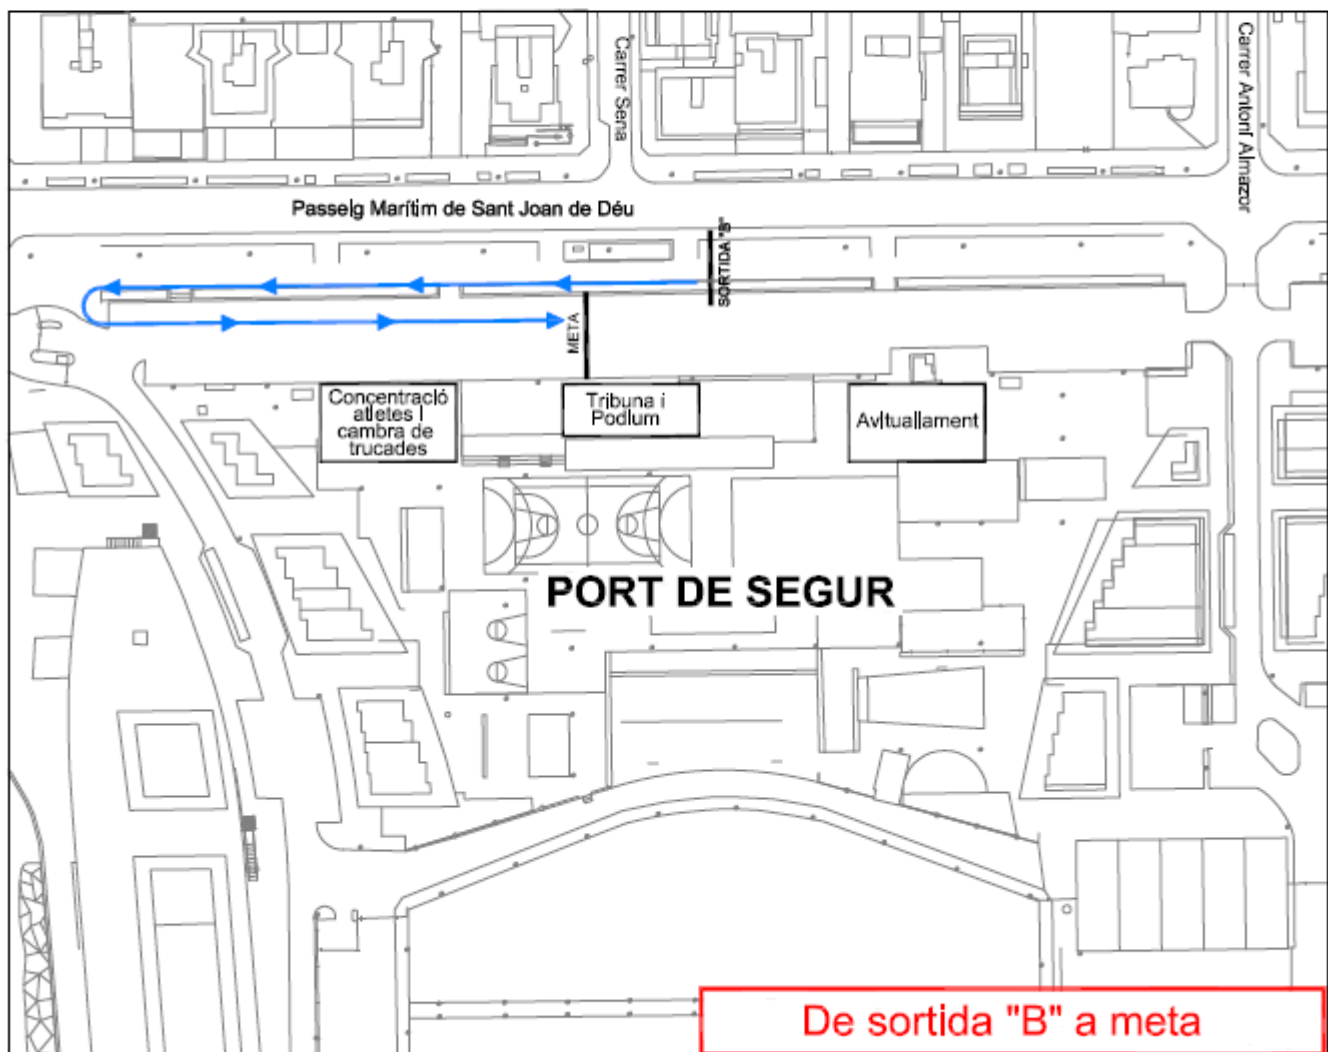 Carrer Sena
Carrer Antoní Almazor
Passeig Marítim de Sant Joan de Déu
SORTIDA "B"
META
Concentració
atletes i
cambra de
trucades
Tribuna i
Podium
Avituallament
PORT DE SEGUR
De sortida "B" a meta